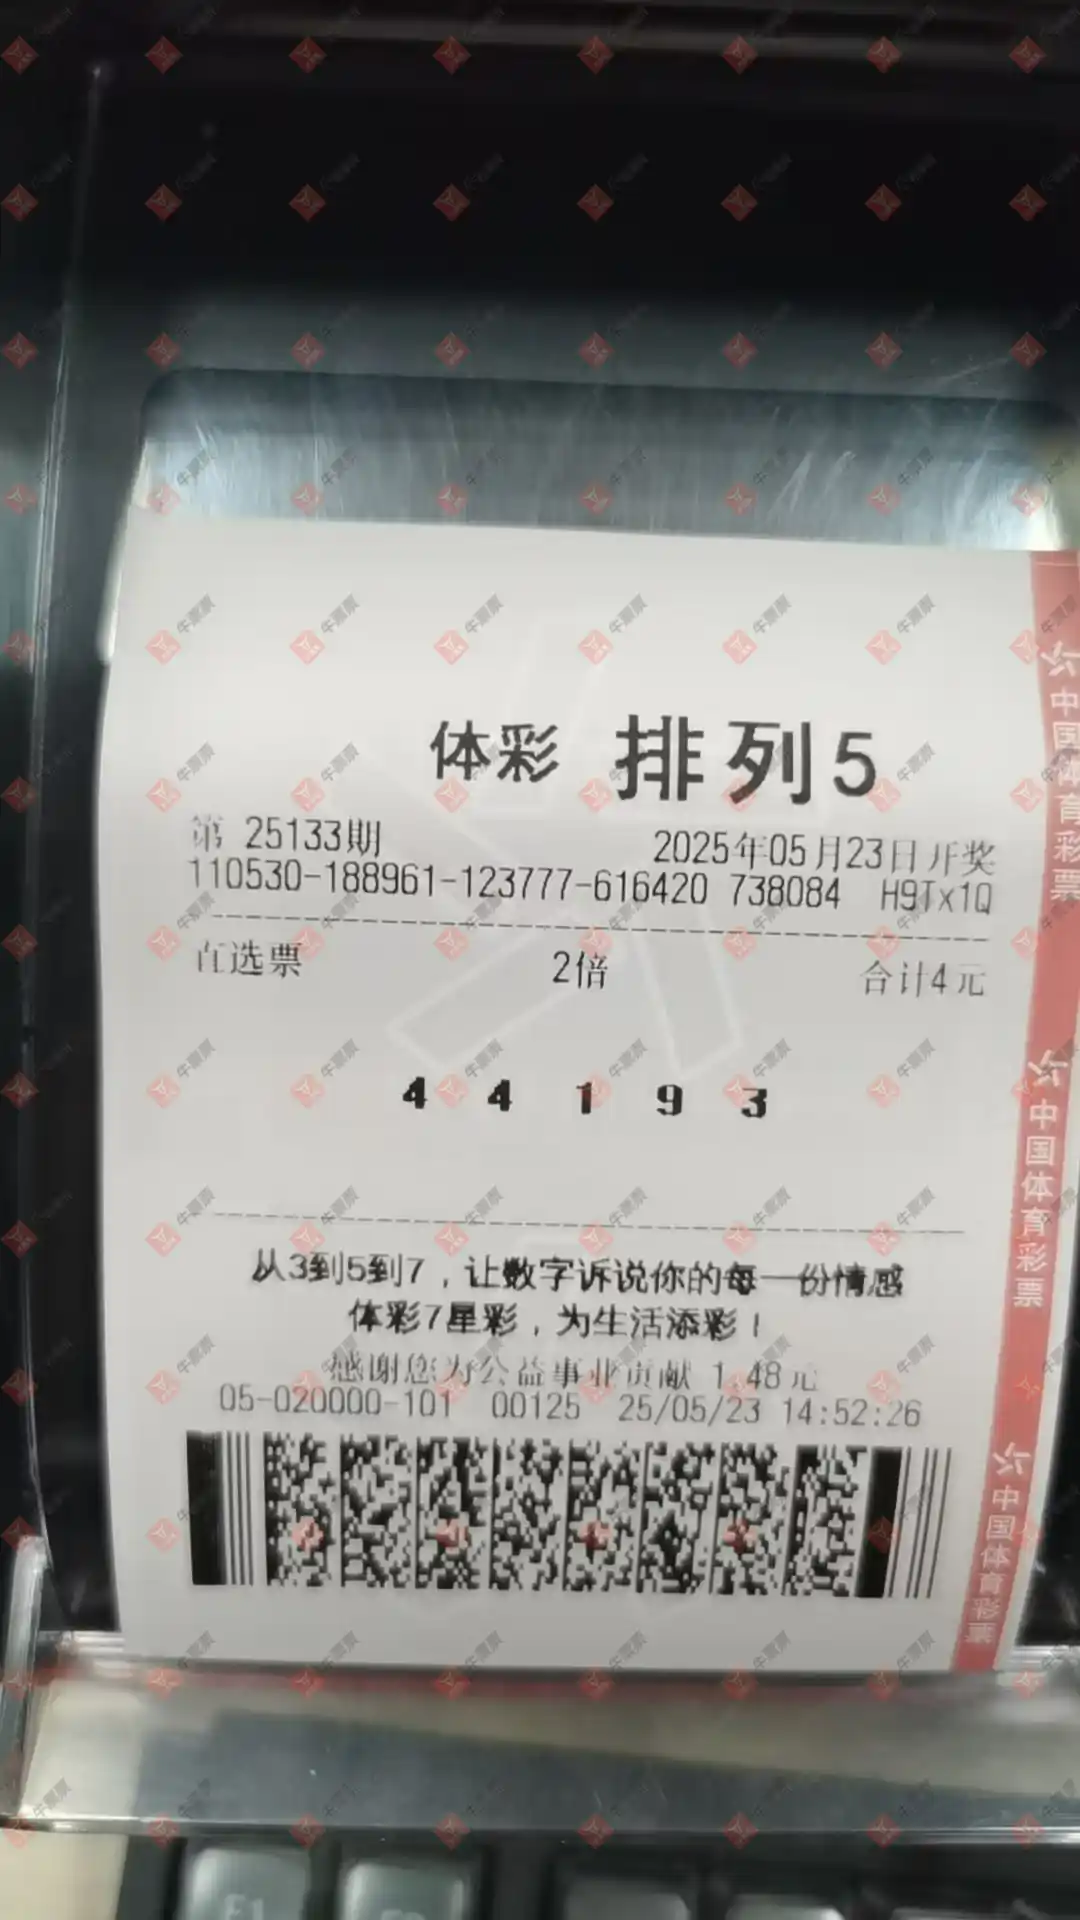 体彩 排列5
第 25133期 2025年05月23日开奖
110530-188961-123777-616420 738084 H9Tx1Q
直选票 2倍 合计4元
4 4 1 9 3
从3到5到7，让数字诉说你的每一份情感
体彩7星彩，为生活添彩！
感谢您为公益事业贡献 1.48元
05-020000-101 00125 25/05/23 14:52:26
中国体育彩票
中国体育彩票
中国体育彩票
牛票票
F1